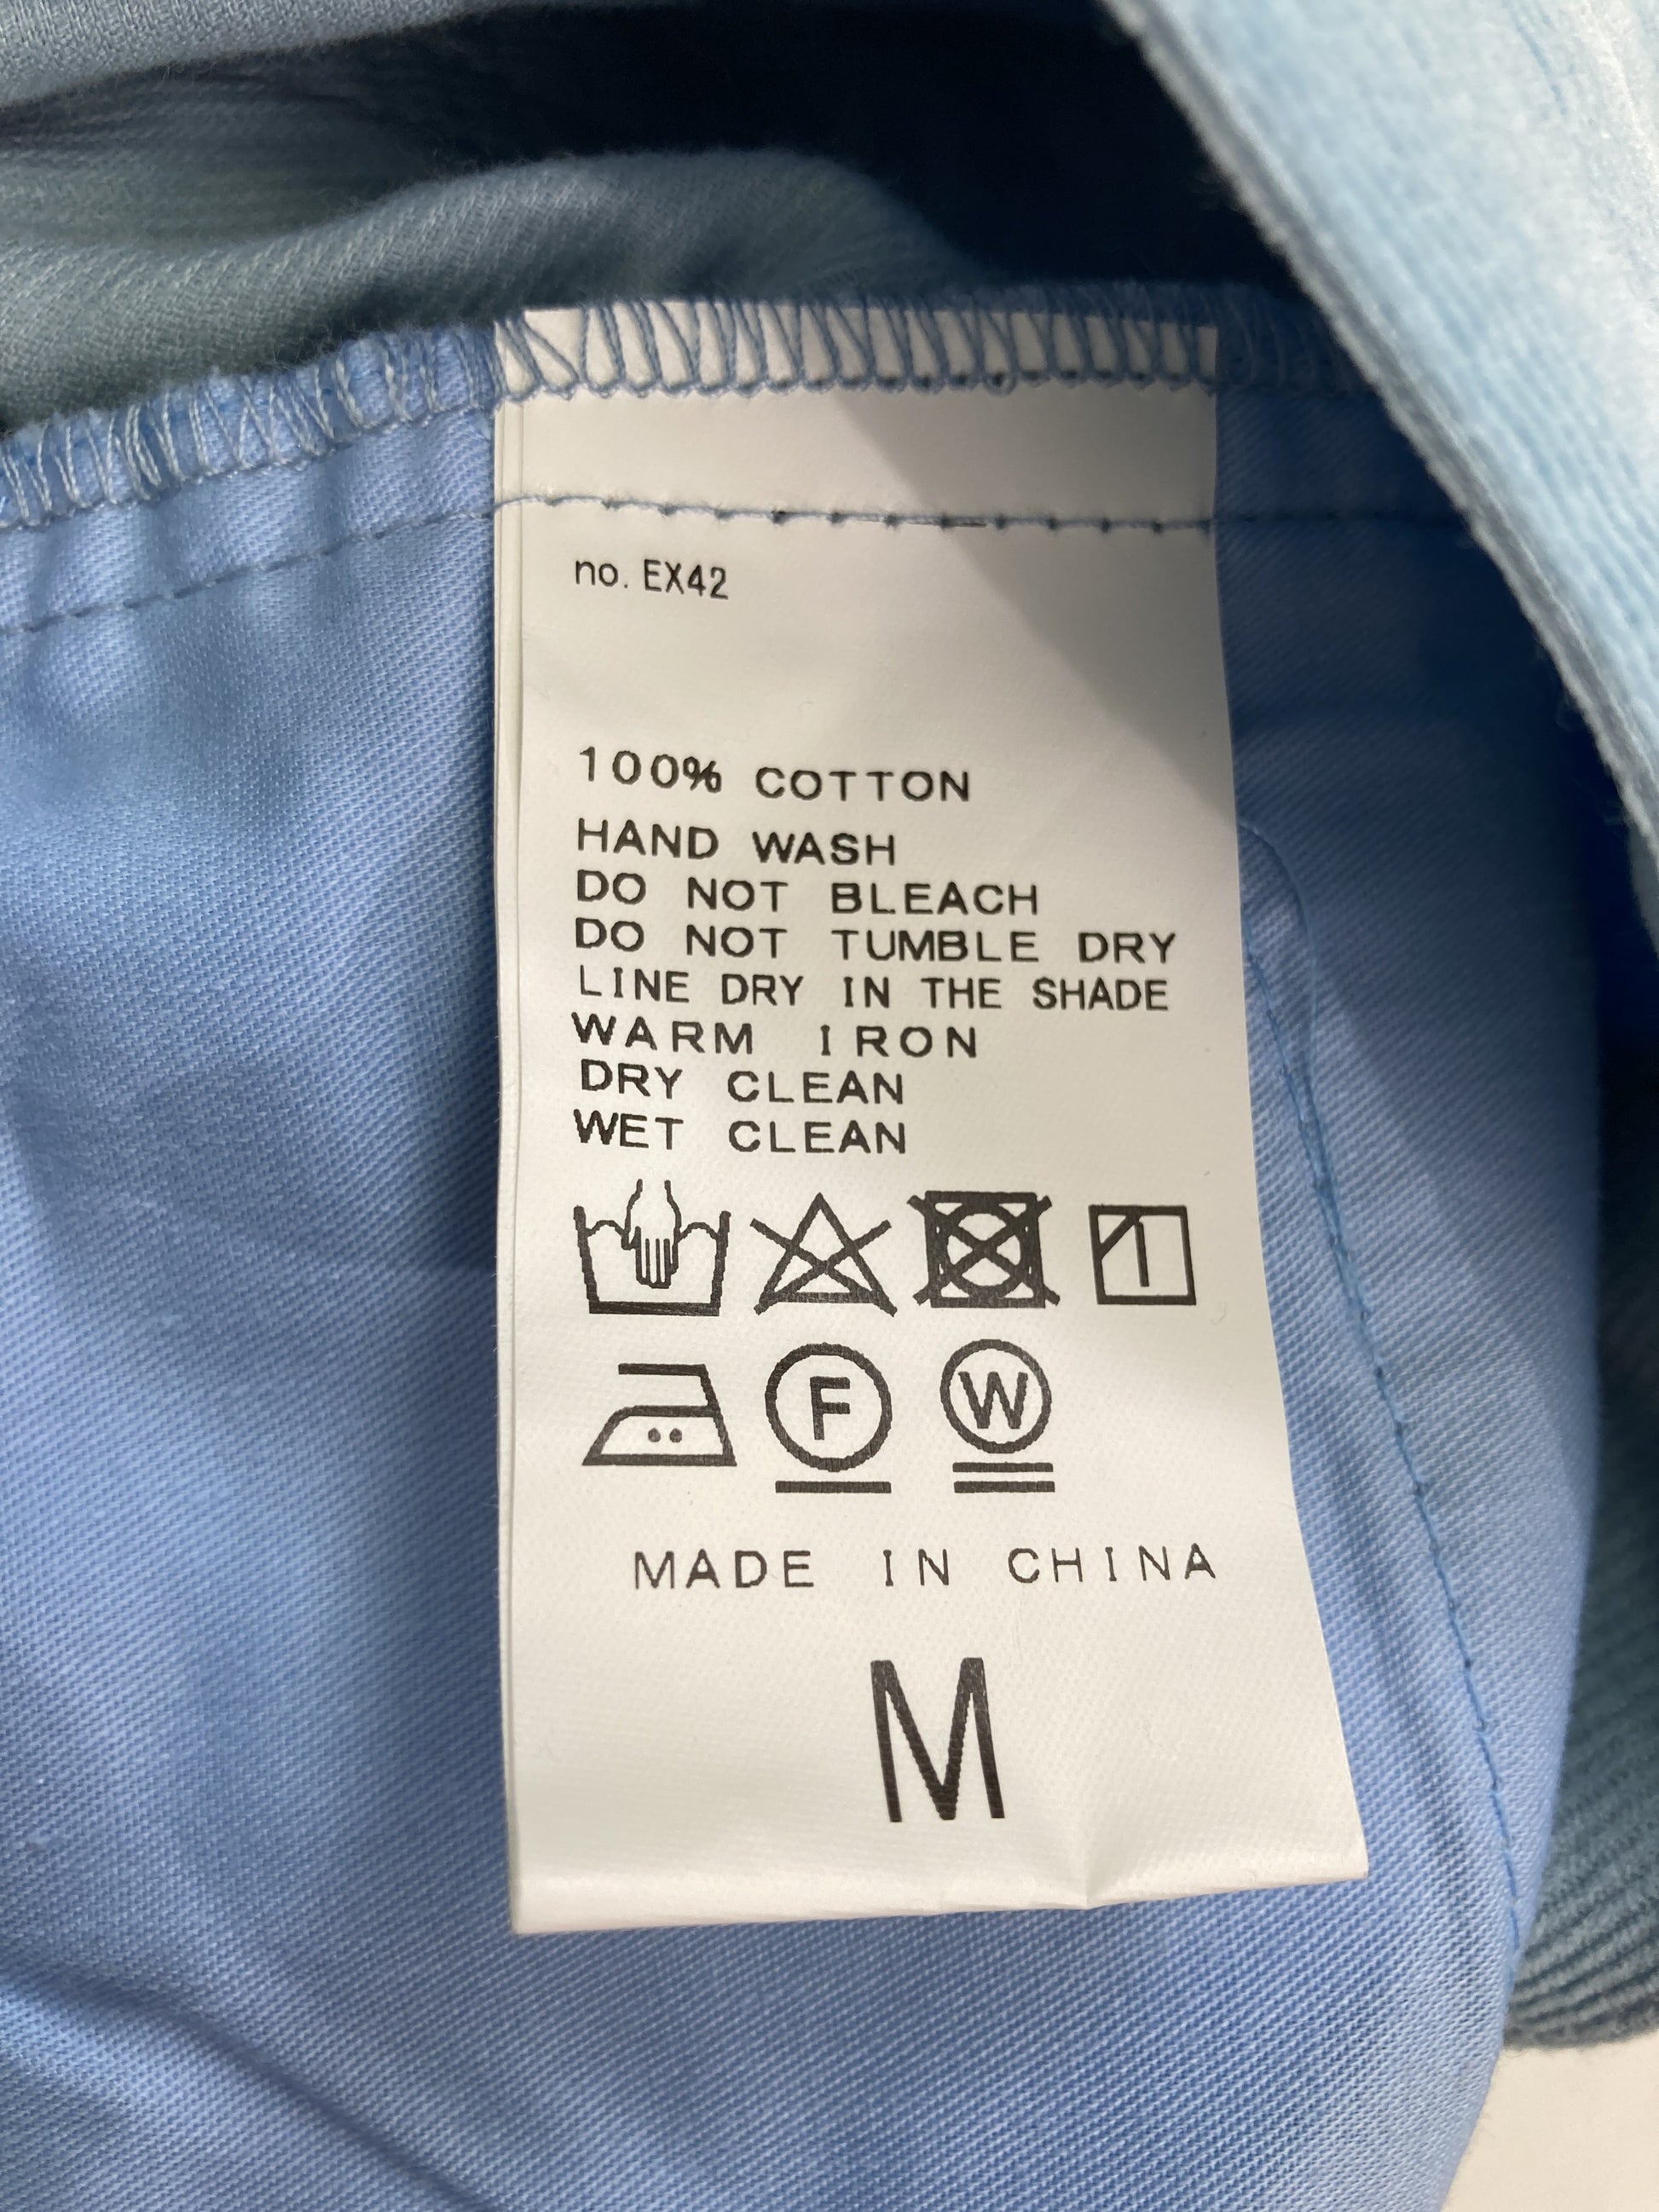 no. EX42
100% COTTON
HAND WASH
DO NOT BLEACH
DO NOT TUMBLE DRY
LINE DRY IN THE SHADE
WARM IRON
DRY CLEAN
WET CLEAN
F W
MADE IN CHINA
M